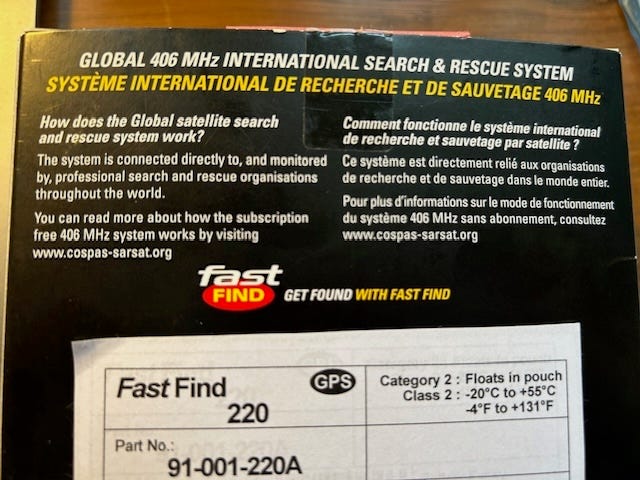 GLOBAL 406 MHz INTERNATIONAL SEARCH & RESCUE SYSTEM
SYSTÈME INTERNATIONAL DE RECHERCHE ET DE SAUVETAGE 406 MHz
How does the Global satellite search
and rescue system work?
The system is connected directly to, and monitored
by, professional search and rescue organisations
throughout the world.
You can read more about how the subscription
free 406 MHz system works by visiting
www.cospas-sarsat.org
Comment fonctionne le système international
de recherche et sauvetage par satellite ?
Ce système est directement relié aux organisations
de recherche et de sauvetage dans le monde entier.
Pour plus d'informations sur le mode de fonctionnement
du système 406 MHz sans abonnement, consultez
www.cospas-sarsat.org
fast
FIND
GET FOUND WITH FAST FIND
Fast Find
220
GPS
Category 2 : Floats in pouch
Class 2 : -20°C to +55°C
-4°F to +131°F
Part No.:
91-001-220A